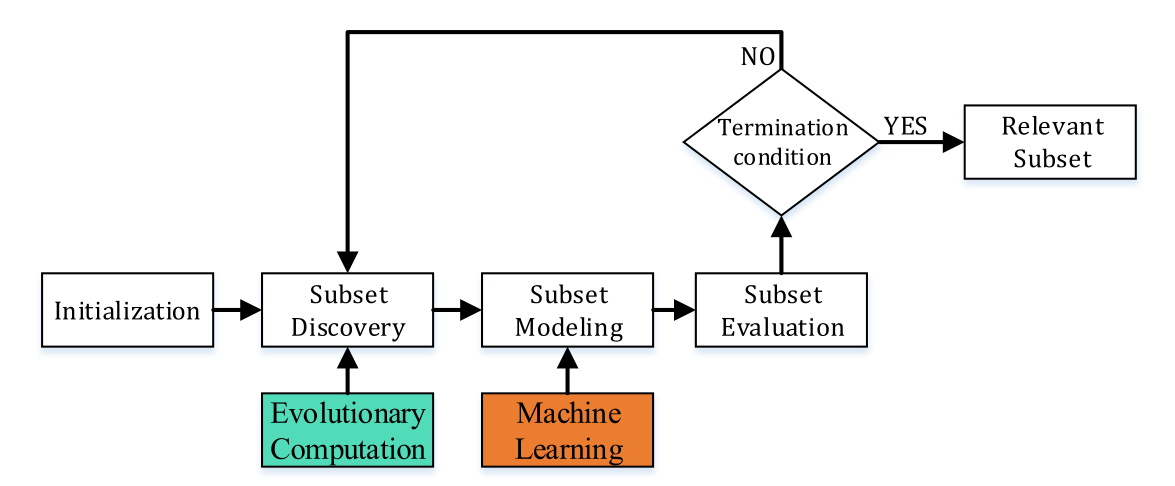 NO
Termination
condition
YES
Relevant
Subset
Initialization
Subset
Discovery
Subset
Modeling
Subset
Evaluation
Evolutionary
Computation
Machine
Learning